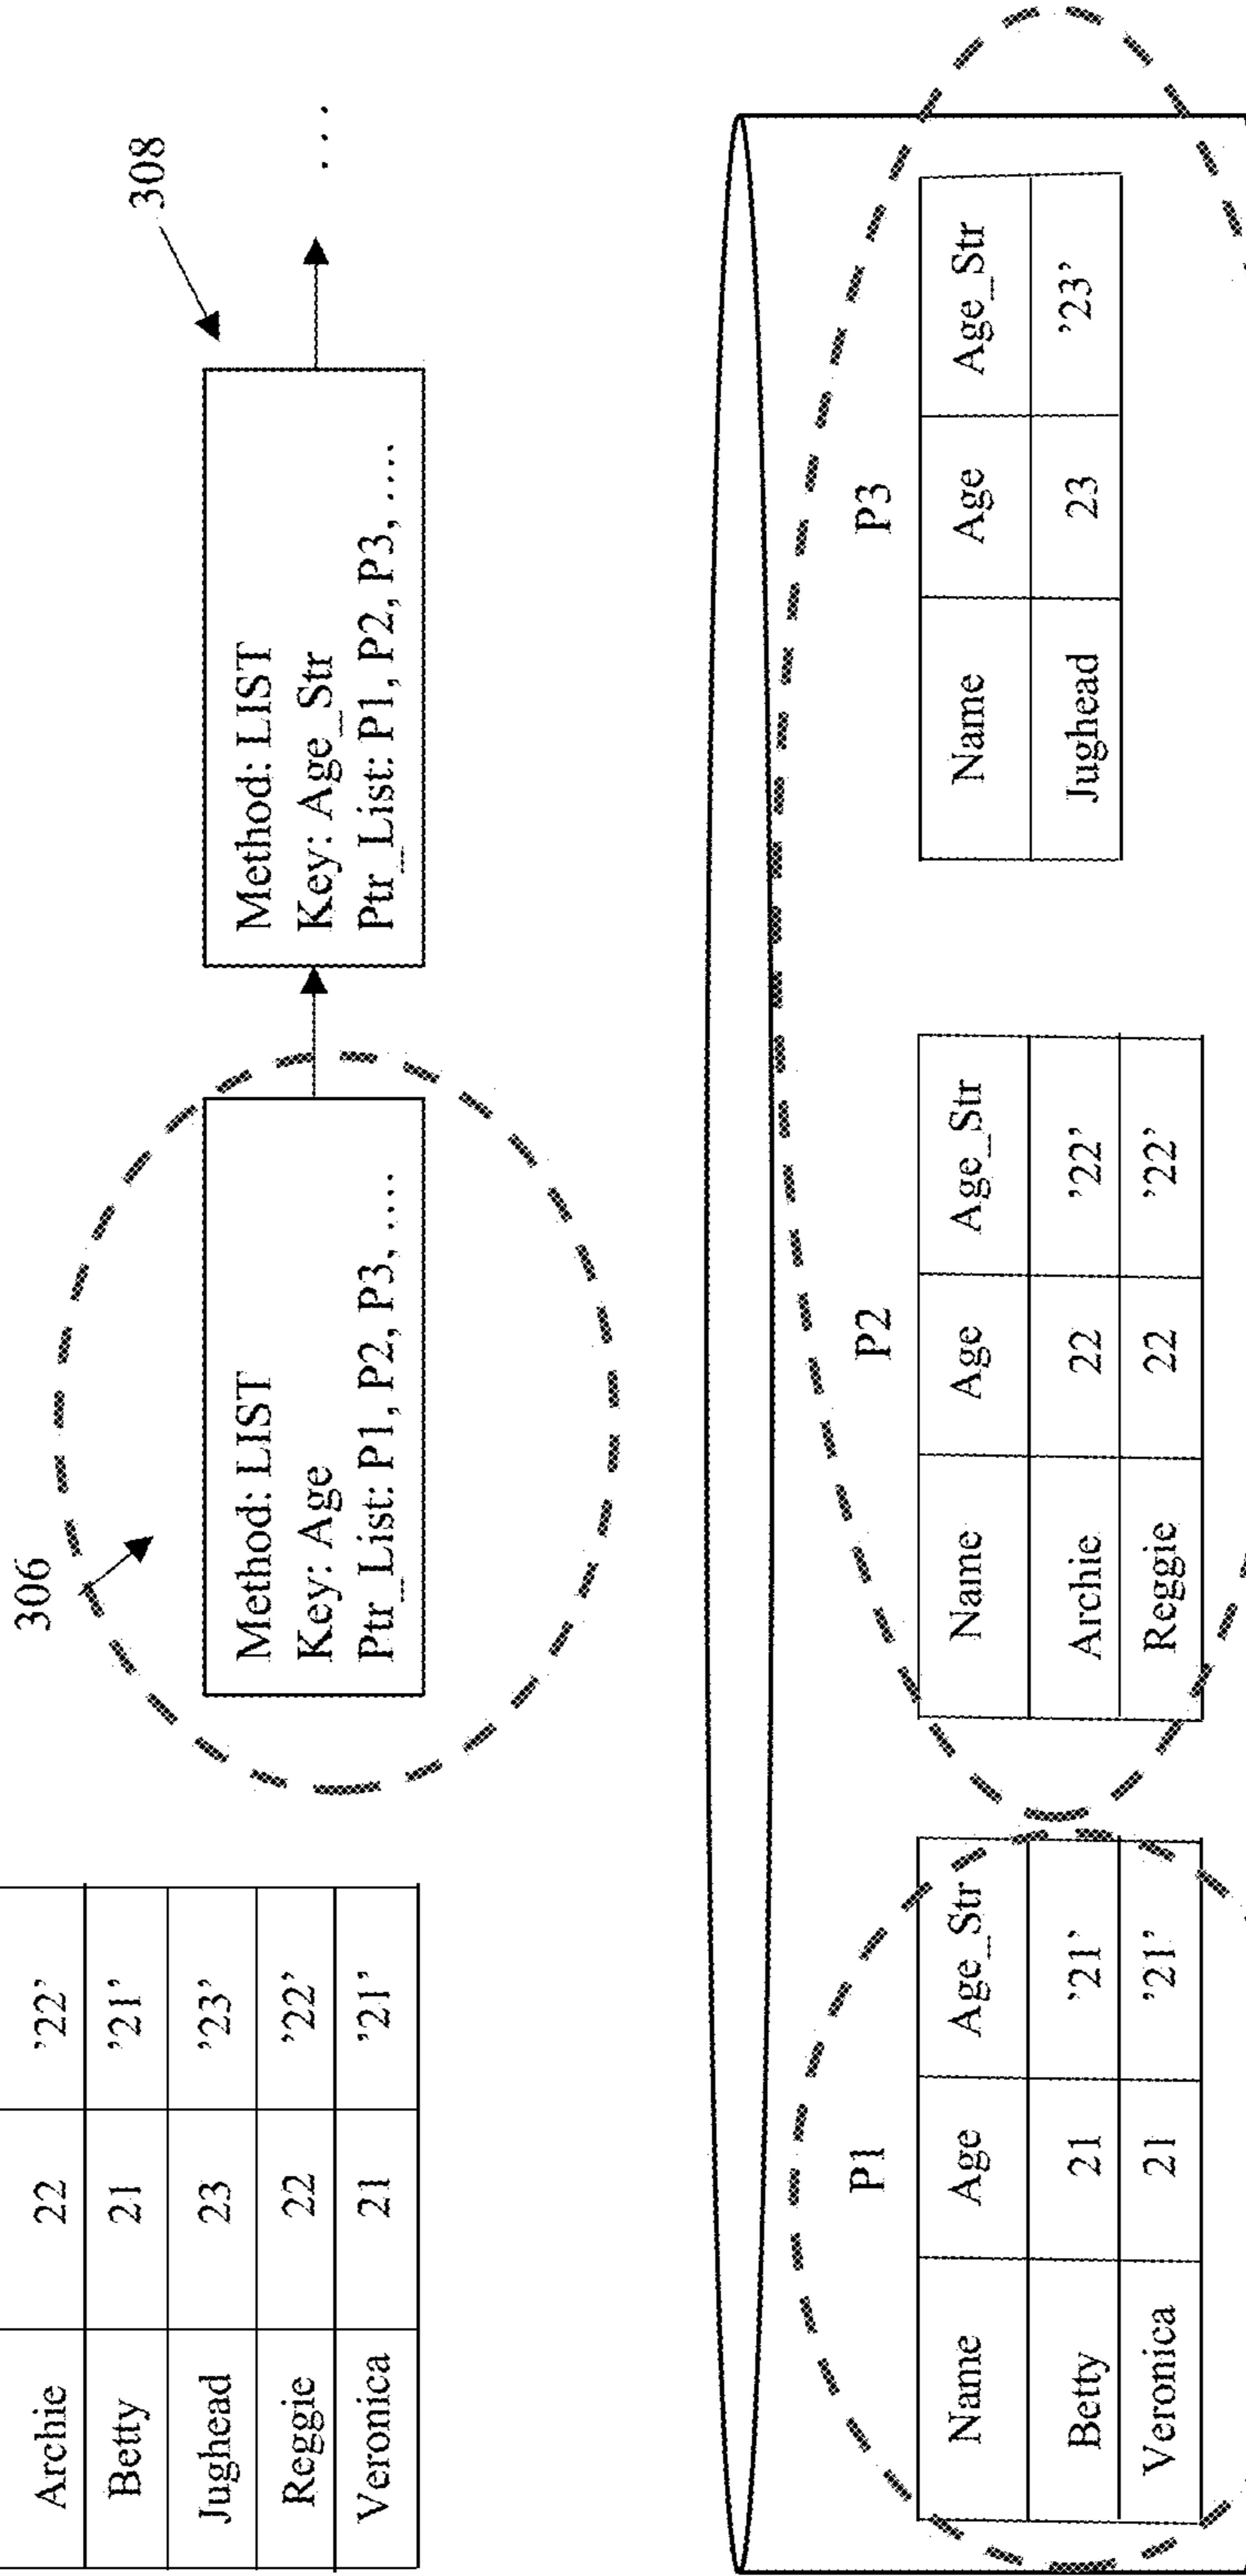 Archie 22 ’22’
Betty 21 ’21’
Jughead 23 ’23’
Reggie 22 ’22’
Veronica 21 ’21’
306
Method: LIST
Key: Age
Ptr_List: P1, P2, P3, ....
308
Method: LIST
Key: Age_Str
Ptr_List: P1, P2, P3, ....
...
P1
Name Age Age_Str
Betty 21 ’21’
Veronica 21 ’21’
P2
Name Age Age_Str
Archie 22 ’22’
Reggie 22 ’22’
P3
Name Age Age_Str
Jughead 23 ’23’